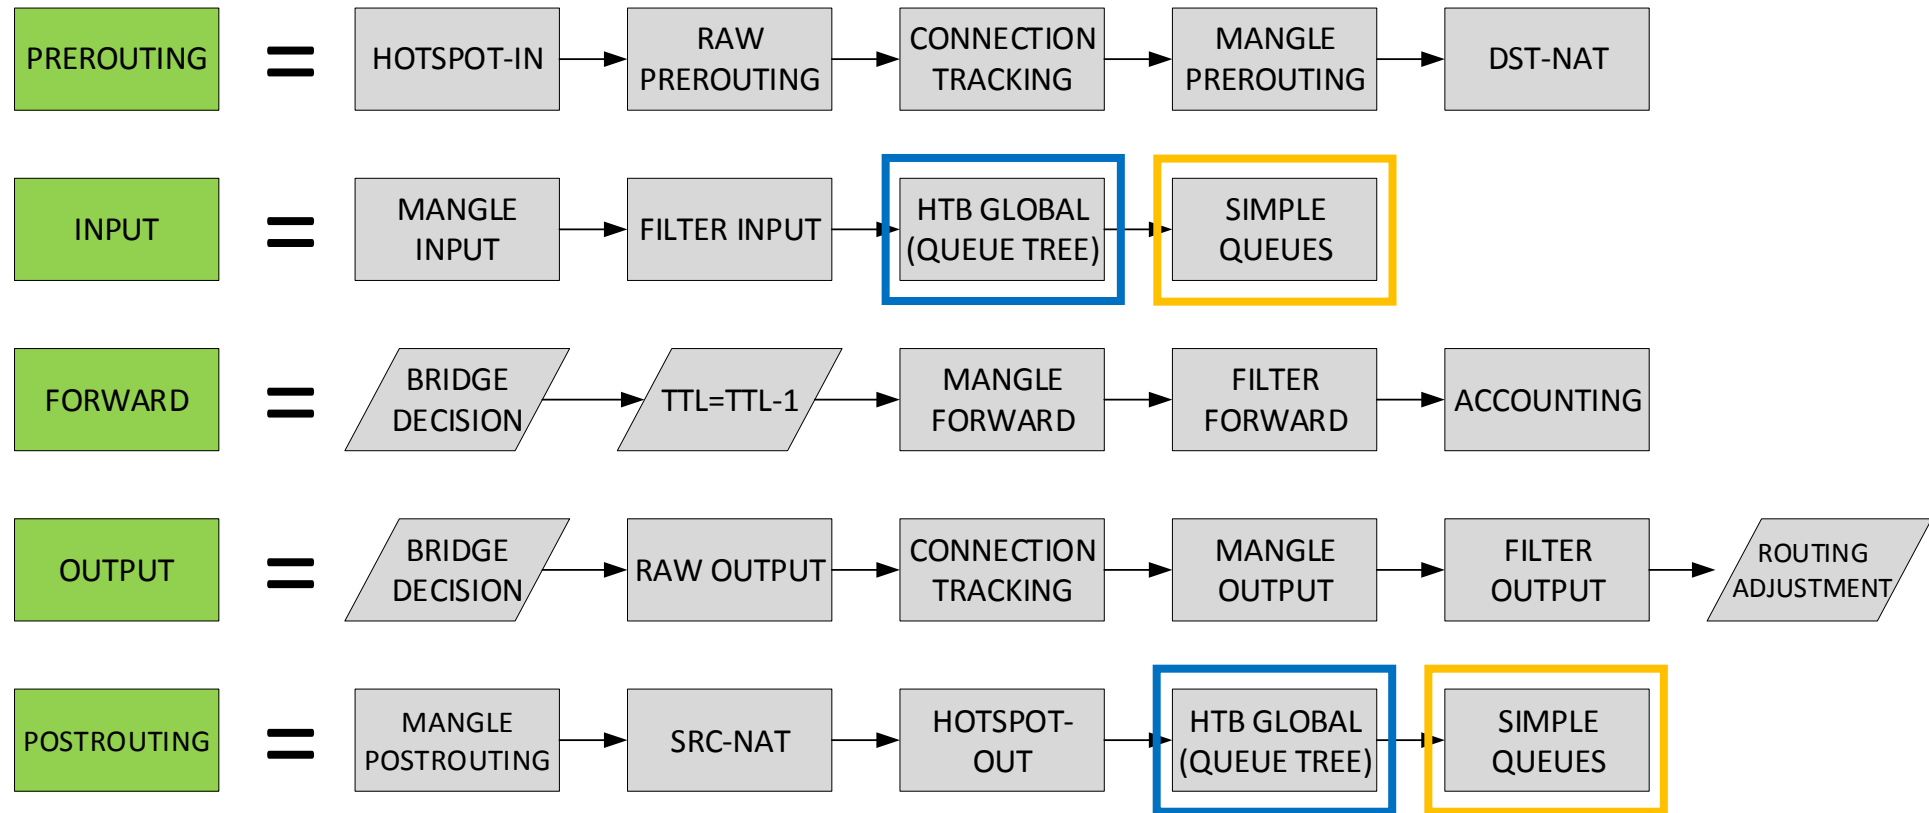 PREROUTING
=
HOTSPOT-IN
RAW
PREROUTING
CONNECTION
TRACKING
MANGLE
PREROUTING
DST-NAT
INPUT
=
MANGLE
INPUT
FILTER INPUT
HTB GLOBAL
(QUEUE TREE)
SIMPLE
QUEUES
FORWARD
=
BRIDGE
DECISION
TTL=TTL-1
MANGLE
FORWARD
FILTER
FORWARD
ACCOUNTING
OUTPUT
=
BRIDGE
DECISION
RAW OUTPUT
CONNECTION
TRACKING
MANGLE
OUTPUT
FILTER
OUTPUT
ROUTING
ADJUSTMENT
POSTROUTING
=
MANGLE
POSTROUTING
SRC-NAT
HOTSPOT-
OUT
HTB GLOBAL
(QUEUE TREE)
SIMPLE
QUEUES